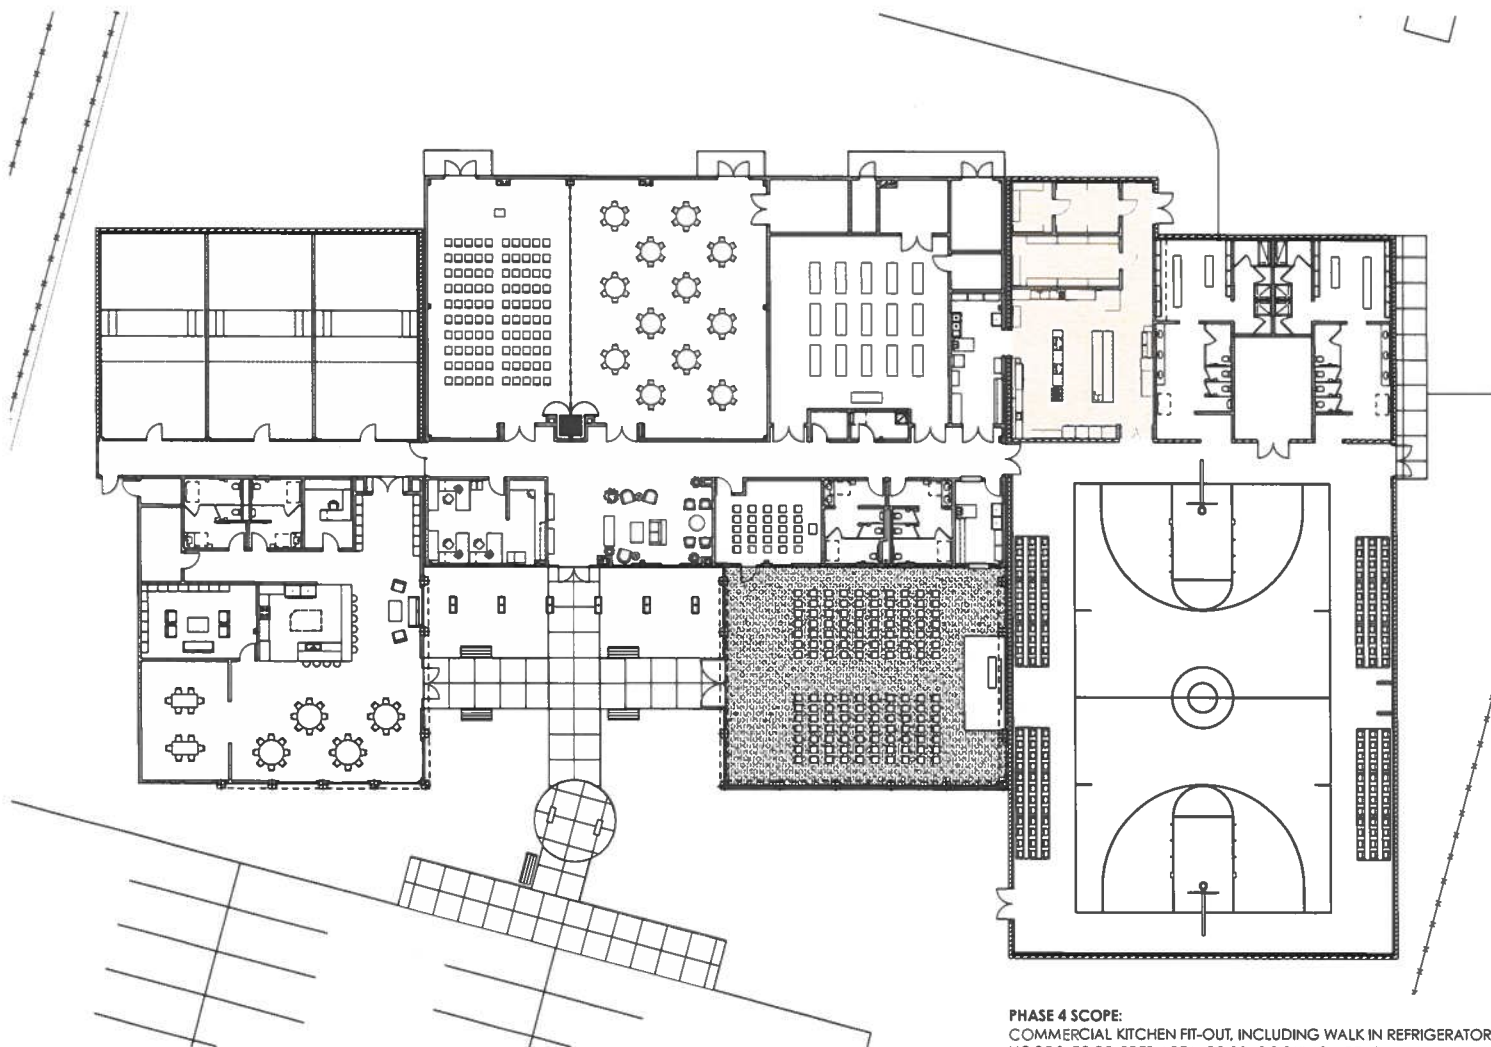 PHASE 4 SCOPE:
COMMERCIAL KITCHEN FIT-OUT, INCLUDING WALK IN REFRIGERATOR